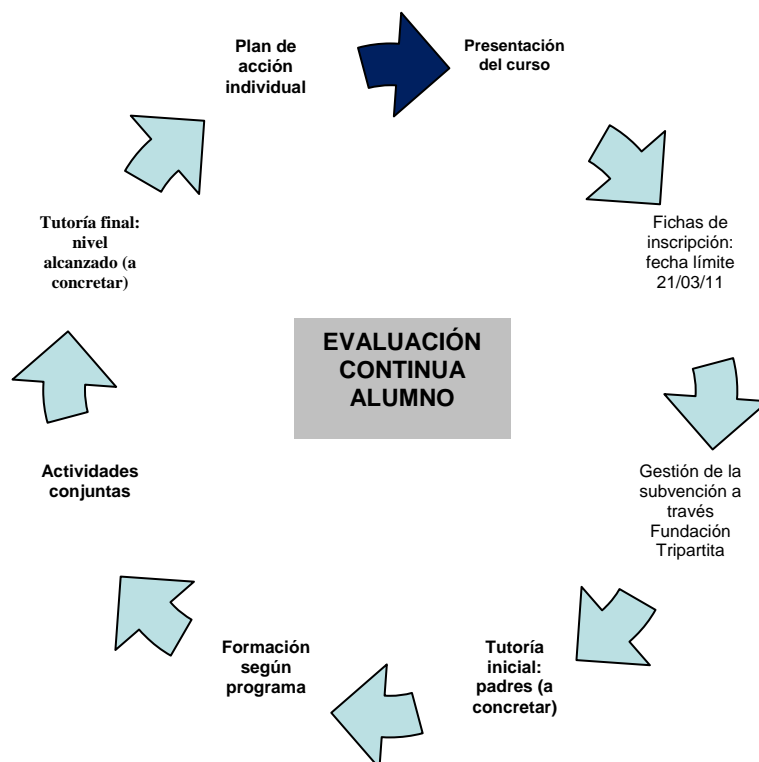 Plan de
acción
individual
Presentación
del curso
Fichas de
inscripción:
fecha límite
21/03/11
Gestión de la
subvención a
través
Fundación
Tripartita
Tutoría
inicial:
padres (a
concretar)
Formación
según
programa
Actividades
conjuntas
Tutoría final:
nivel
alcanzado (a
concretar)
EVALUACIÓN
CONTINUA
ALUMNO